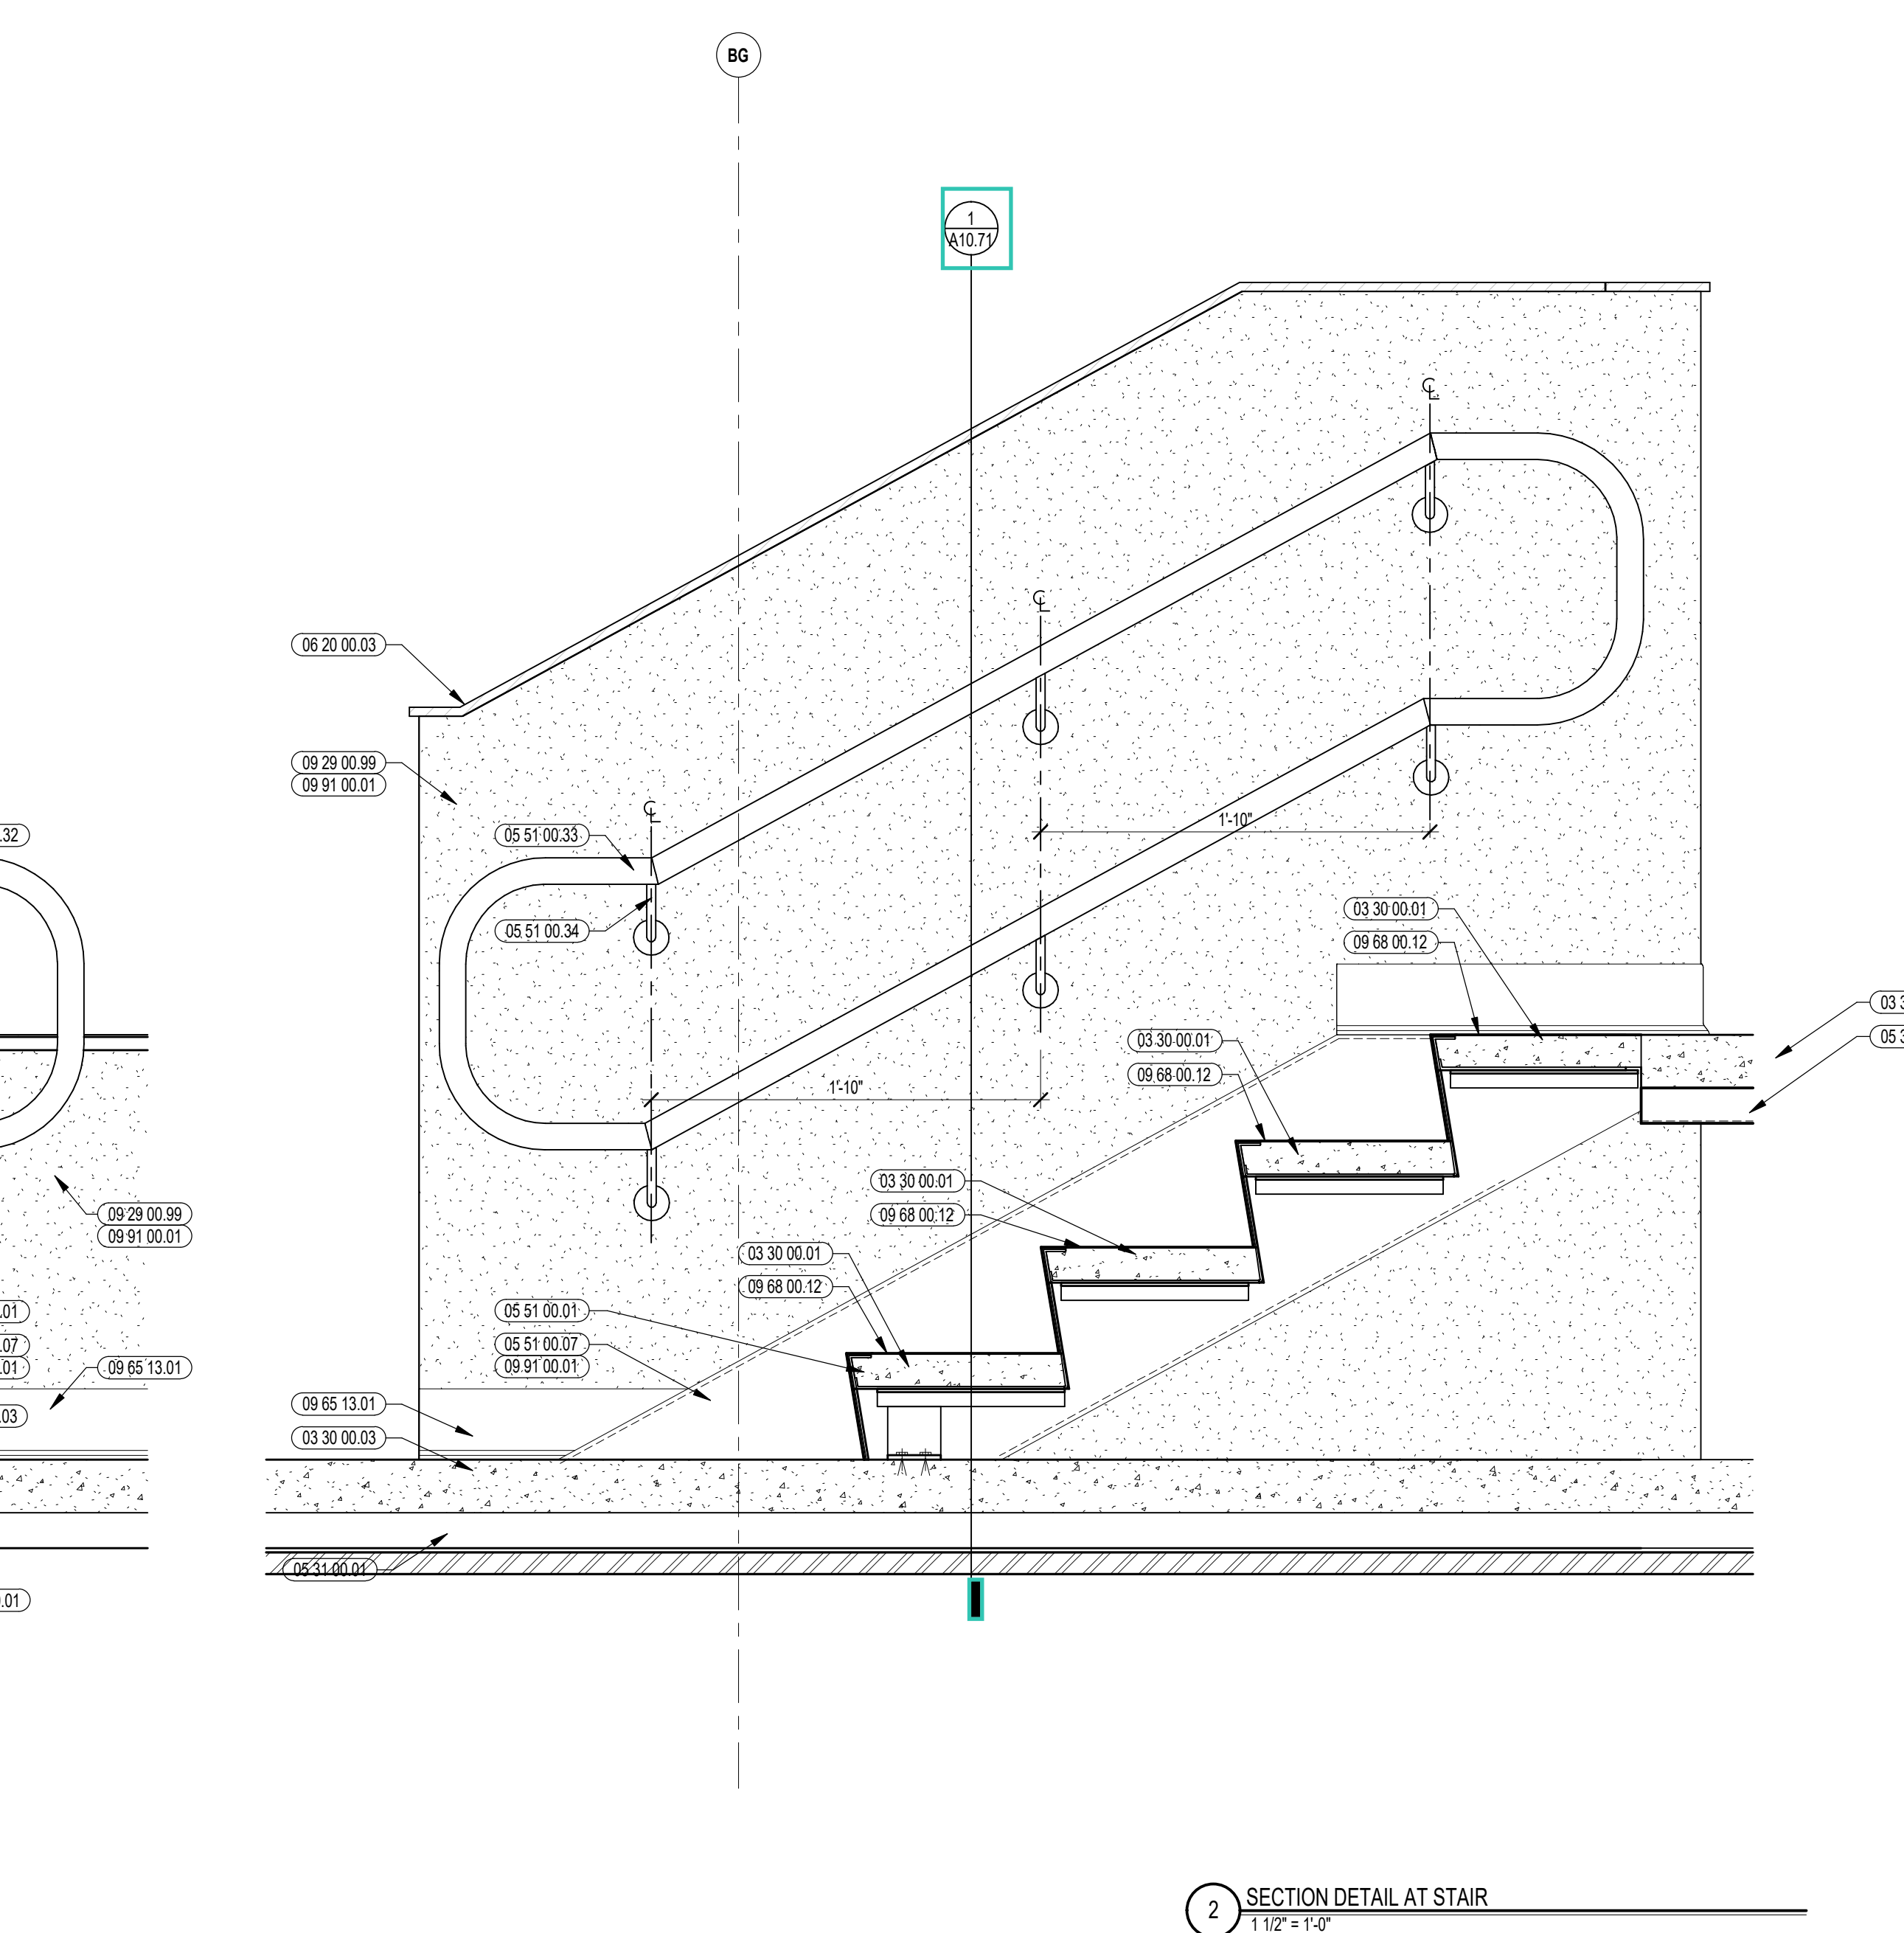 BG
1
A10.71
℄
℄
06 20 00.03
09 29 00.99
09 91 00.01
℄
1'-10"
.32
05 51 00.33
05 51 00.34
03 30 00.01
09 68 00.12
03 3
05 3
03 30 00.01
09 68 00.12
1'-10"
03 30 00.01
09 68 00.12
09 29 00.99
09 91 00.01
03 30 00.01
09 68 00.12
.01
05 51 00.01
.07
.01
05 51 00.07
09 91 00.01
09 65 13.01
.03
09 65 13.01
03 30 00.03
05 31 00.01
.01
2
SECTION DETAIL AT STAIR
1 1/2" = 1'-0"